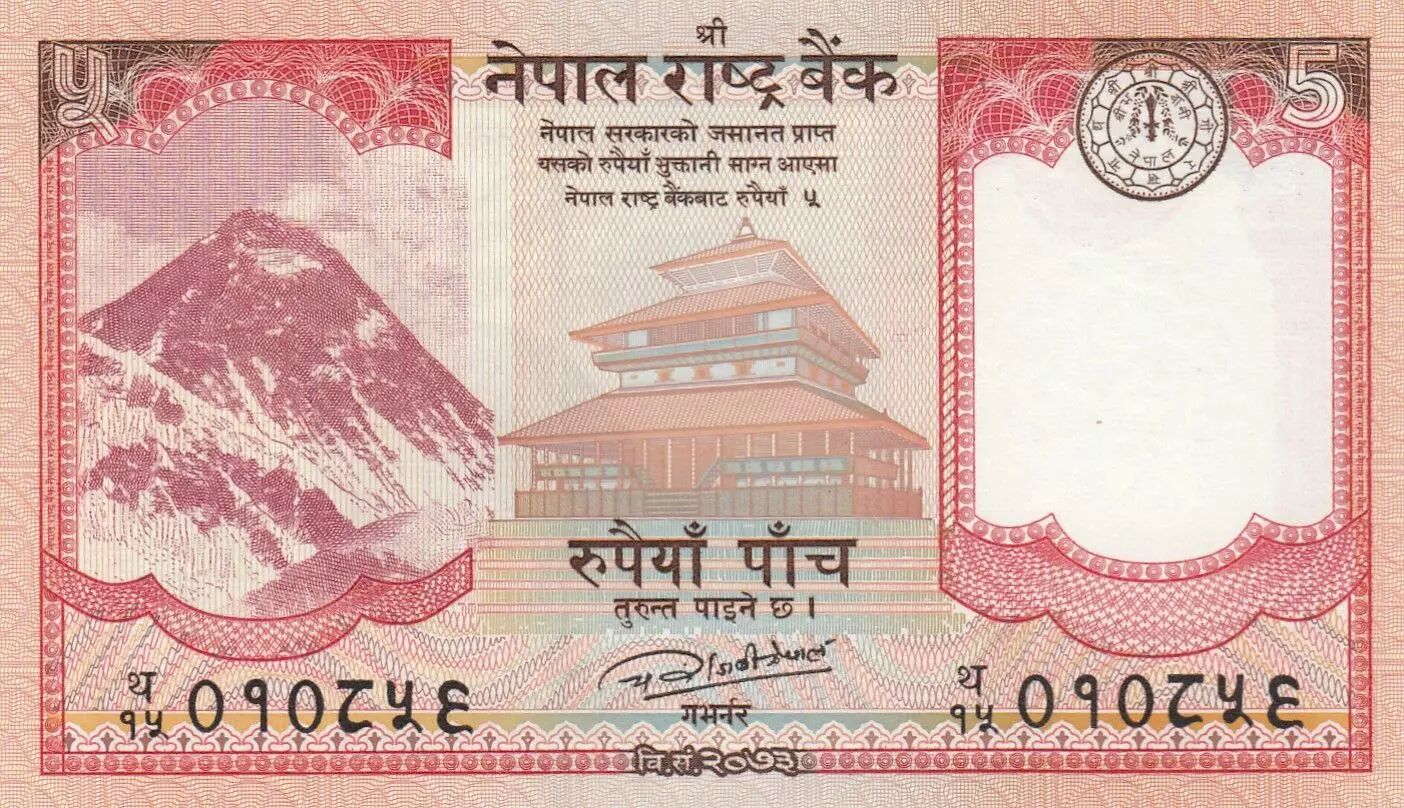 ५
श्री
नेपाल राष्ट्र बैंक
नेपाल सरकारको जमानत प्राप्त
यसको रुपैयाँ भुक्तानी माग्न आएमा
नेपाल राष्ट्र बैंकबाट रुपैयाँ ५
5
रुपैयाँ पाँच
तुरुन्त पाइने छ ।
गभर्नर
थ
१५ ०१०८५६
थ
१५ ०१०८५६
वि.सं.२०७३